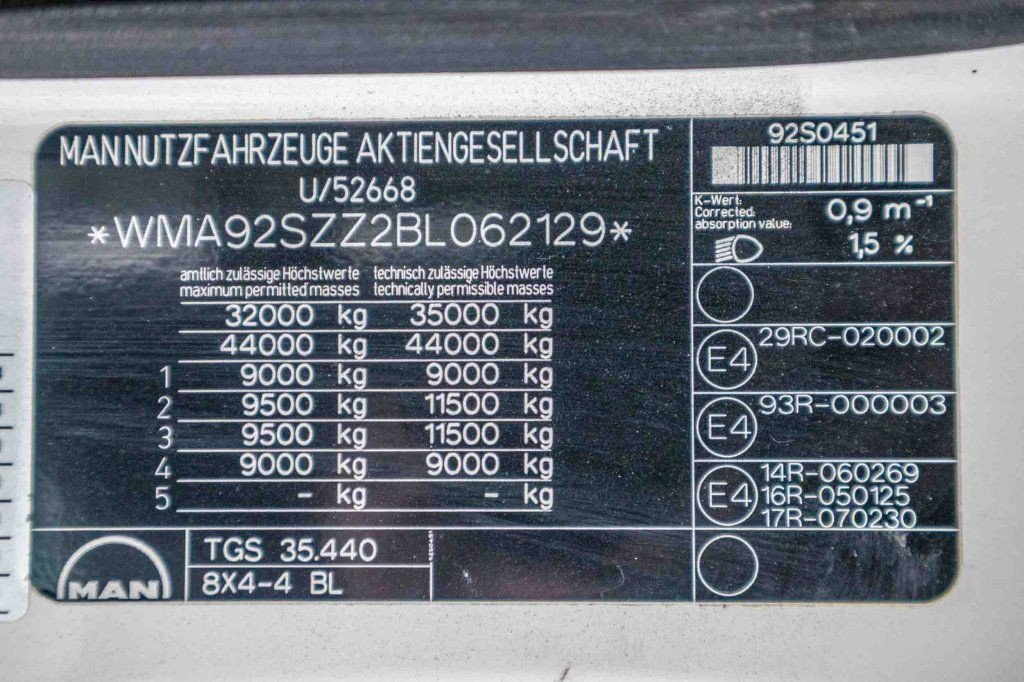 MAN NUTZFAHRZEUGE AKTIENGESELLSCHAFT
U/52668
*WMA92SZZ2BL062129*
amtlich zulässige Höchstwerte technisch zulässige Höchstwerte
maximum permitted masses technically permissible masses
32000 kg 35000 kg
44000 kg 44000 kg
1 9000 kg 9000 kg
2 9500 kg 11500 kg
3 9500 kg 11500 kg
4 9000 kg 9000 kg
5 - kg - kg
MAN
TGS 35.440
8X4-4 BL
92S0451
92S0451
K-Wert:
Corrected:
absorption value:
0,9 m⁻¹
1,5 %
E4 29RC-020002
E4 93R-000003
E4
14R-060269
16R-050125
17R-070230